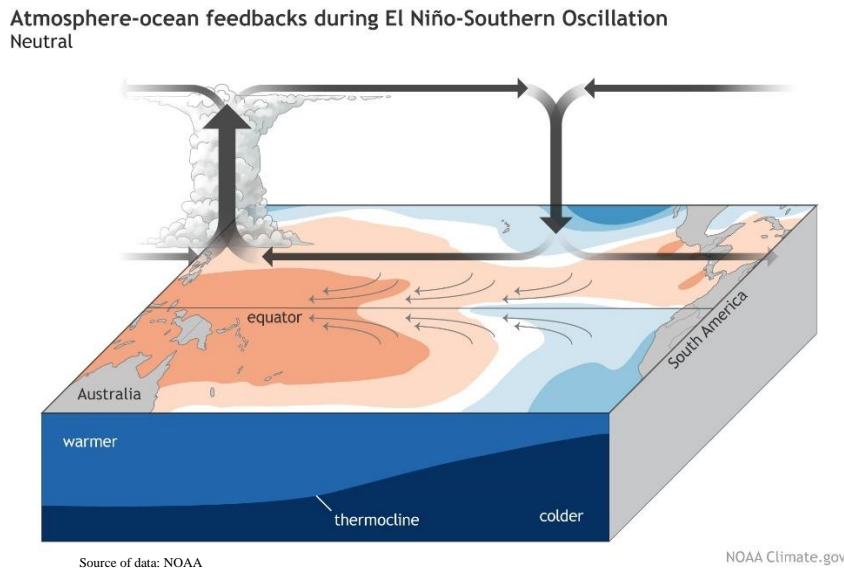 Atmosphere-ocean feedbacks during El Niño-Southern Oscillation
Neutral
equator
South America
Australia
warmer
thermocline
colder
Source of data: NOAA
NOAA Climate.gov